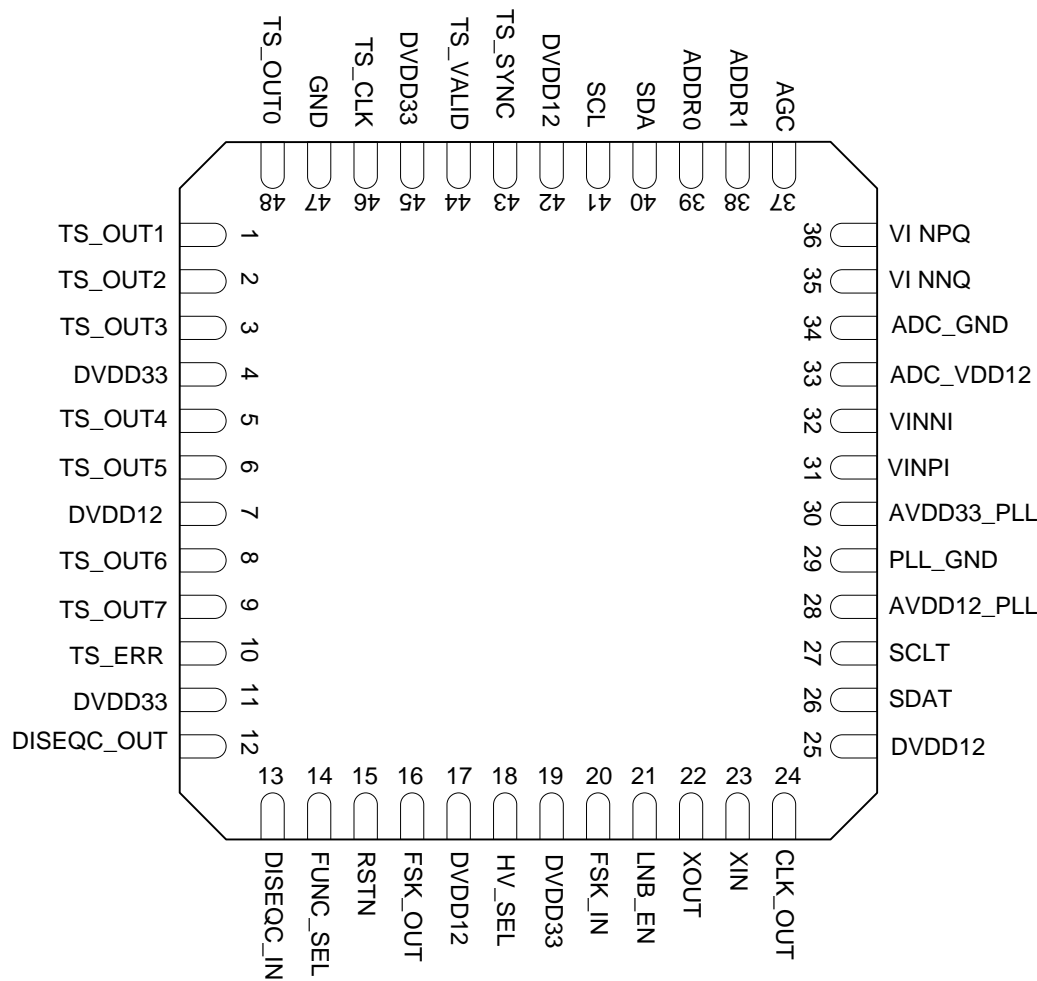 TS_OUT0
GND
TS_CLK
DVDD33
TS_VALID
TS_SYNC
DVDD12
SCL
SDA
ADDR0
ADDR1
AGC
48
47
46
45
44
43
42
41
40
39
38
37
TS_OUT1 1
TS_OUT2 2
TS_OUT3 3
DVDD33 4
TS_OUT4 5
TS_OUT5 6
DVDD12 7
TS_OUT6 8
TS_OUT7 9
TS_ERR 10
DVDD33 11
DISEQC_OUT 12
36 VI NPQ
35 VI NNQ
34 ADC_GND
33 ADC_VDD12
32 VINNI
31 VINPI
30 AVDD33_PLL
29 PLL_GND
28 AVDD12_PLL
27 SCLT
26 SDAT
25 DVDD12
13 14 15 16 17 18 19 20 21 22 23 24
DISEQC_IN
FUNC_SEL
RSTN
FSK_OUT
DVDD12
HV_SEL
DVDD33
FSK_IN
LNB_EN
XOUT
XIN
CLK_OUT